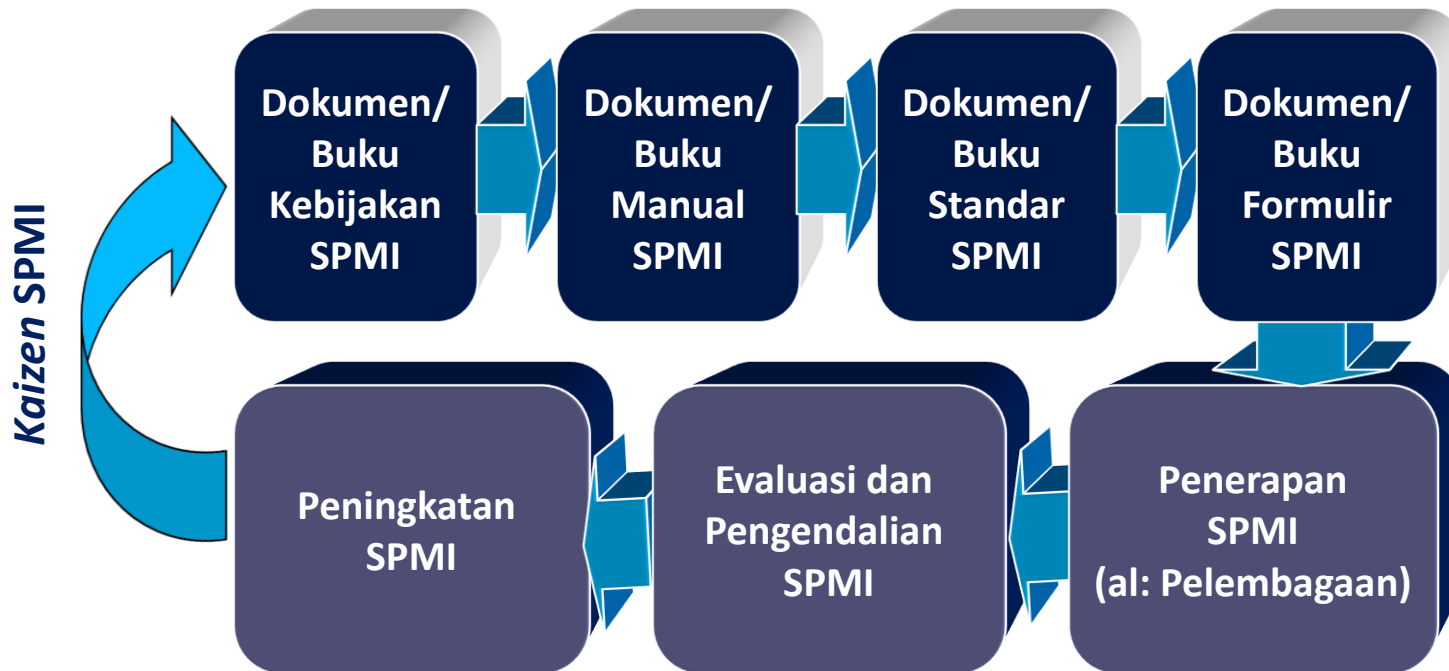 Dokumen/
Buku
Kebijakan
SPMI
Dokumen/
Buku
Manual
SPMI
Dokumen/
Buku
Standar
SPMI
Dokumen/
Buku
Formulir
SPMI
Kaizen SPMI
Peningkatan
SPMI
Evaluasi dan
Pengendalian
SPMI
Penerapan
SPMI
(al: Pelembagaan)